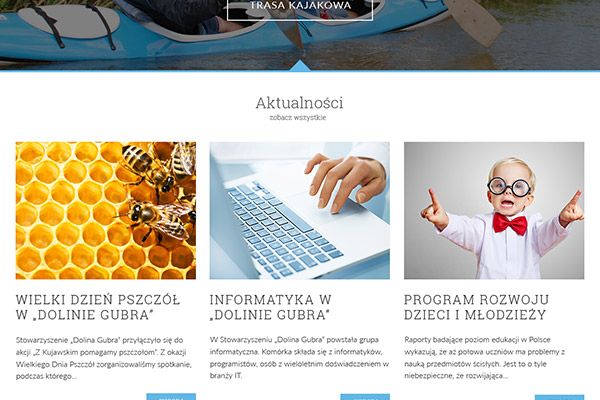 TRASA KAJAKOWA
Aktualności
zobacz wszystkie
WIELKI DZIEŃ PSZCZÓŁ
W „DOLINIE GUBRA”
Stowarzyszenie „Dolina Gubra” przyłączyło się do
akcji „Z Kujawskim pomagamy pszczołom”. Z okazji
Wielkiego Dnia Pszczół zorganizowaliśmy spotkanie,
podczas którego...
INFORMATYKA W
„DOLINIE GUBRA”
W Stowarzyszeniu „Dolina Gubra” powstała grupa
informatyczna. Komórka składa się z informatyków,
programistów, osób z wieloletnim doświadczeniem w
branży IT.
PROGRAM ROZWOJU
DZIECI I MŁODZIEŻY
Raporty badające poziom edukacji w Polsce
wykazują, że aż połowa uczniów ma problemy z
nauką przedmiotów ścisłych. Jest to o tyle
niebezpieczne, że rozwijająca...